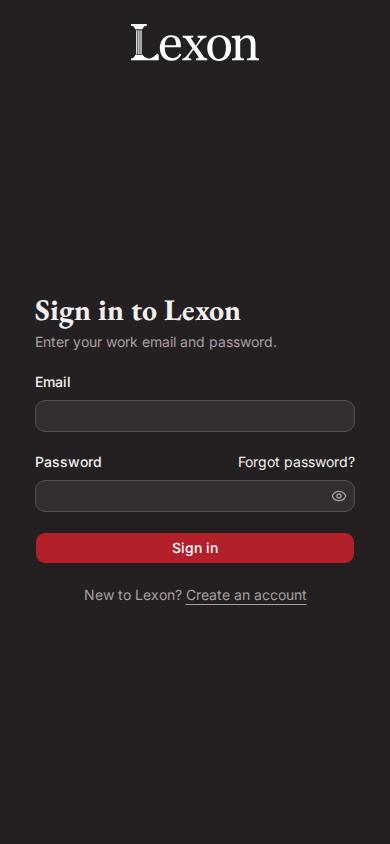 Lexon
Sign in to Lexon
Enter your work email and password.
Email
Password Forgot password?
Sign in
New to Lexon? Create an account